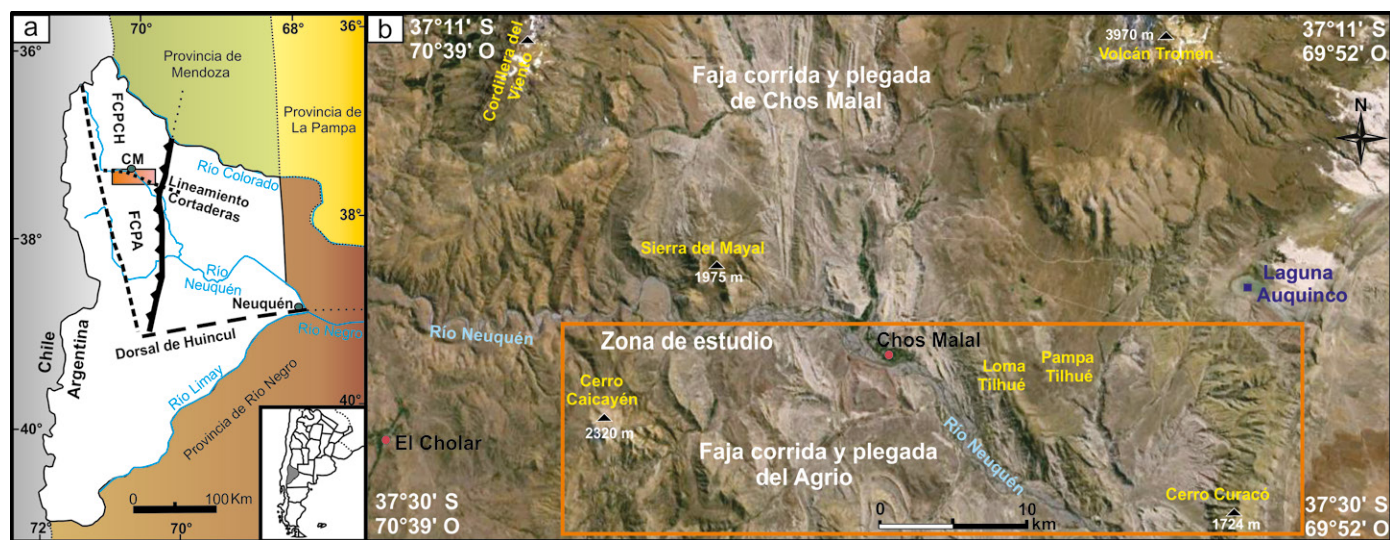 a
70°
68°
36°
36°
Provincia de
Mendoza
Provincia de
La Pampa
FCPCH
CM
Río Colorado
Lineamiento
Cortaderas
38°
38°
FCPA
Río
Neuquén
Neuquén
Río Negro
Dorsal de Huincul
Chile
Argentina
Río Limay
Provincia de Río Negro
40°
40°
0
100 Km
72°
70°
b
37°11' S
70°39' O
Cordillera del
Viento
Faja corrida y plegada
de Chos Malal
3970 m
Volcán Tromen
37°11' S
69°52' O
N
Sierra del Mayal
1975 m
Laguna
Auquinco
Río Neuquén
Zona de estudio
Chos Malal
Loma
Tilhué
Pampa
Tilhué
Cerro
Caicayén
2320 m
El Cholar
Faja corrida y plegada
del Agrio
Río Neuquén
37°30' S
70°39' O
0
10
km
Cerro Curacó
1724 m
37°30' S
69°52' O